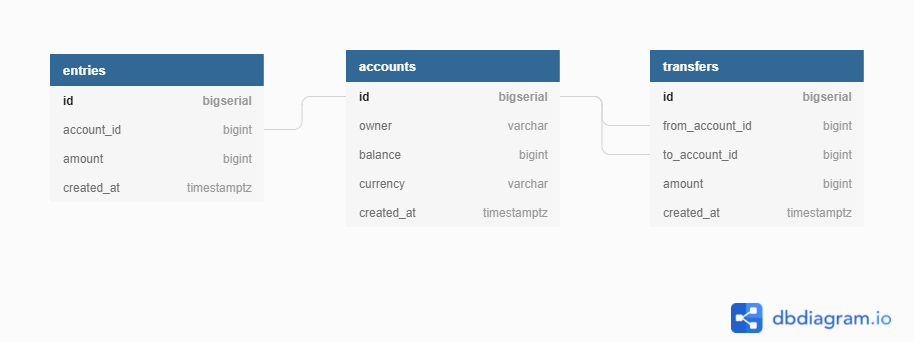 entries
id bigserial
account_id bigint
amount bigint
created_at timestamptz
accounts
id bigserial
owner varchar
balance bigint
currency varchar
created_at timestamptz
transfers
id bigserial
from_account_id bigint
to_account_id bigint
amount bigint
created_at timestamptz
dbdiagram.io